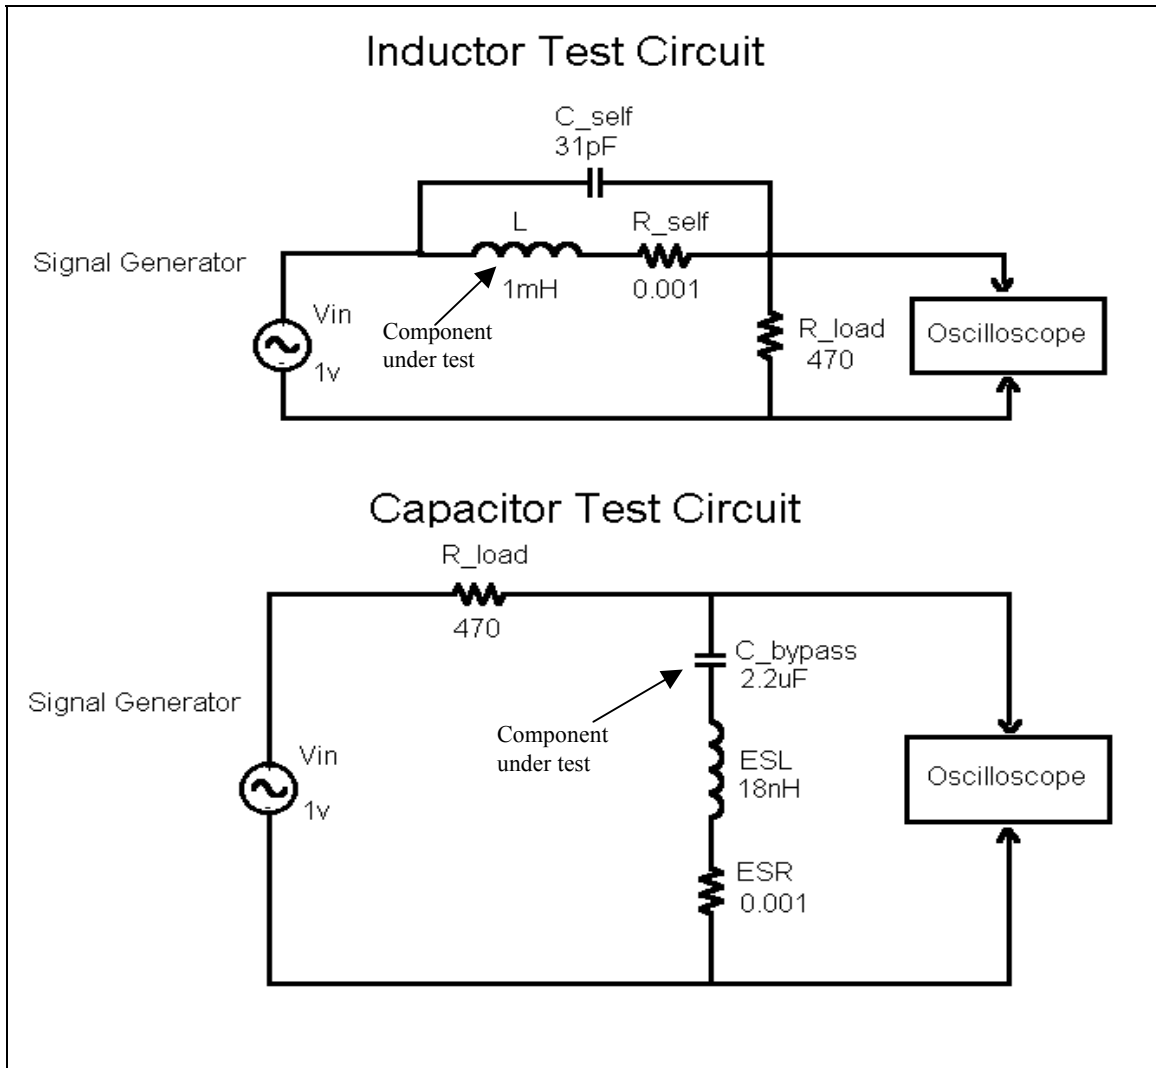 Inductor Test Circuit
C_self
31pF
L
R_self
Signal Generator
1mH
0.001
Vin
Component
under test
R_load
470
Oscilloscope
1v
Capacitor Test Circuit
R_load
470
C_bypass
2.2uF
Signal Generator
Component
under test
Vin
ESL
18nH
Oscilloscope
1v
ESR
0.001